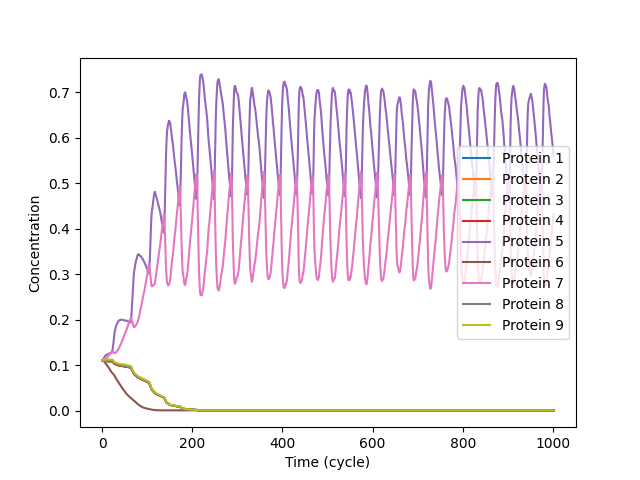 Concentration
0.7
0.6
0.5
0.4
0.3
0.2
0.1
0.0
0
200
400
600
800
1000
Time (cycle)
Protein 1
Protein 2
Protein 3
Protein 4
Protein 5
Protein 6
Protein 7
Protein 8
Protein 9